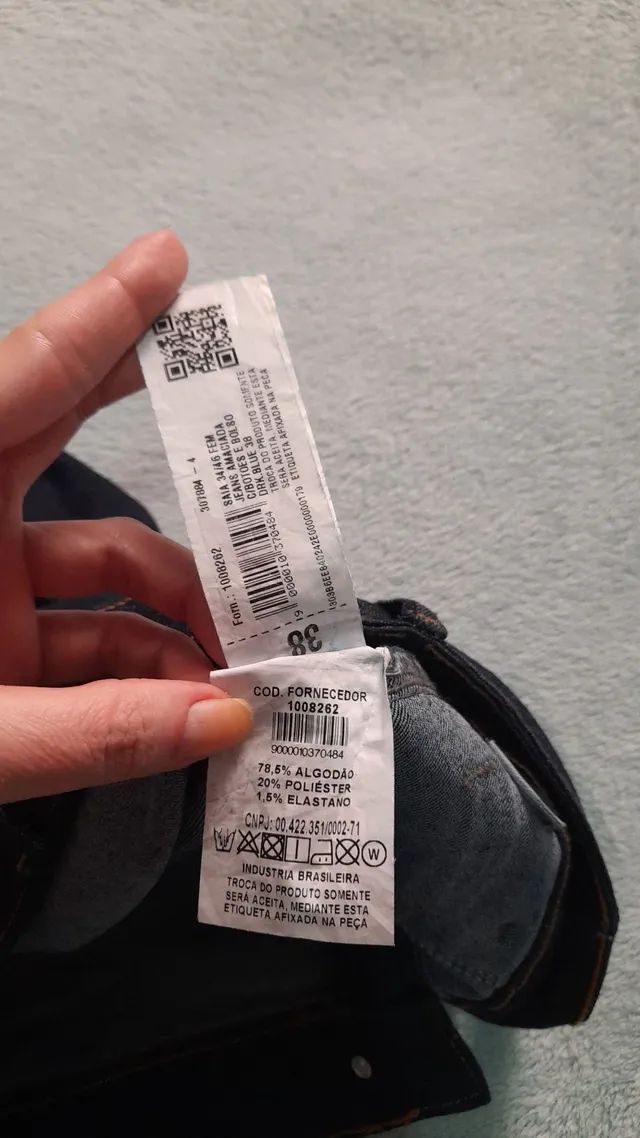 307884 - 4
SAIA 34/46 FEM
JEANS AMACIADA
C/BOTOES E BOLSO
DRK.BLUE 38
TROCA DO PRODUTO SOMENTE
SERÁ ACEITA, MEDIANTE ESTA
ETIQUETA AFIXADA NA PEÇA
Forn.: 1008262
9 000010 370484
38
COD. FORNECEDOR
1008262
9000010370484
78,5% ALGODÃO
20% POLIÉSTER
1,5% ELASTANO
CNPJ: 00.422.351/0002-71
W
INDUSTRIA BRASILEIRA
TROCA DO PRODUTO SOMENTE
SERÁ ACEITA, MEDIANTE ESTA
ETIQUETA AFIXADA NA PEÇA